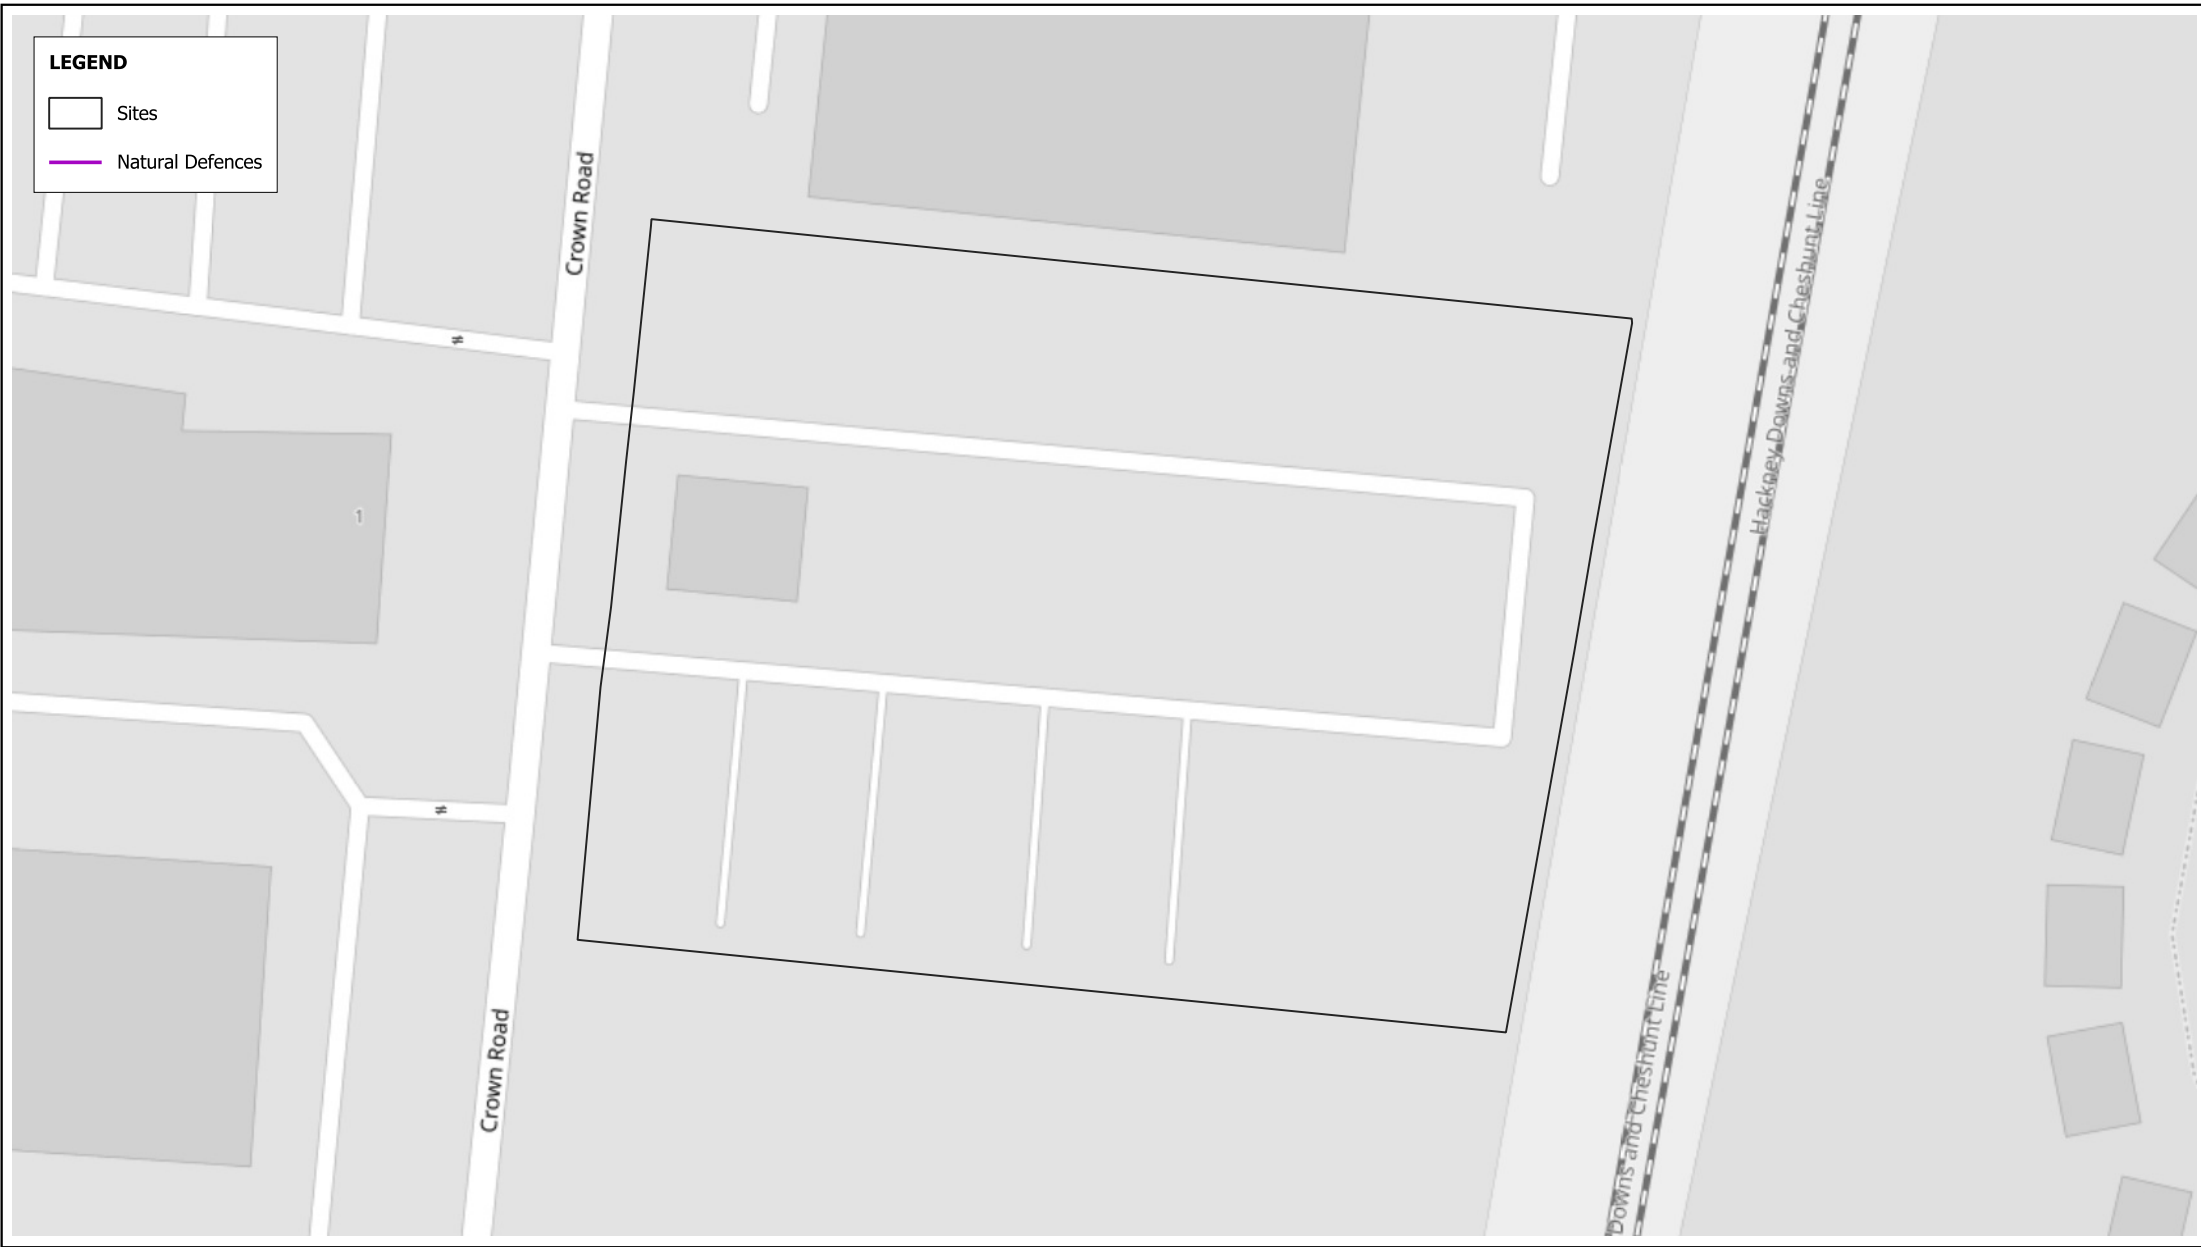 LEGEND
Sites
Natural Defences
Crown Road
Hackney Downs and Cheshunt Line
1
Crown Road
Downs and Cheshunt Line